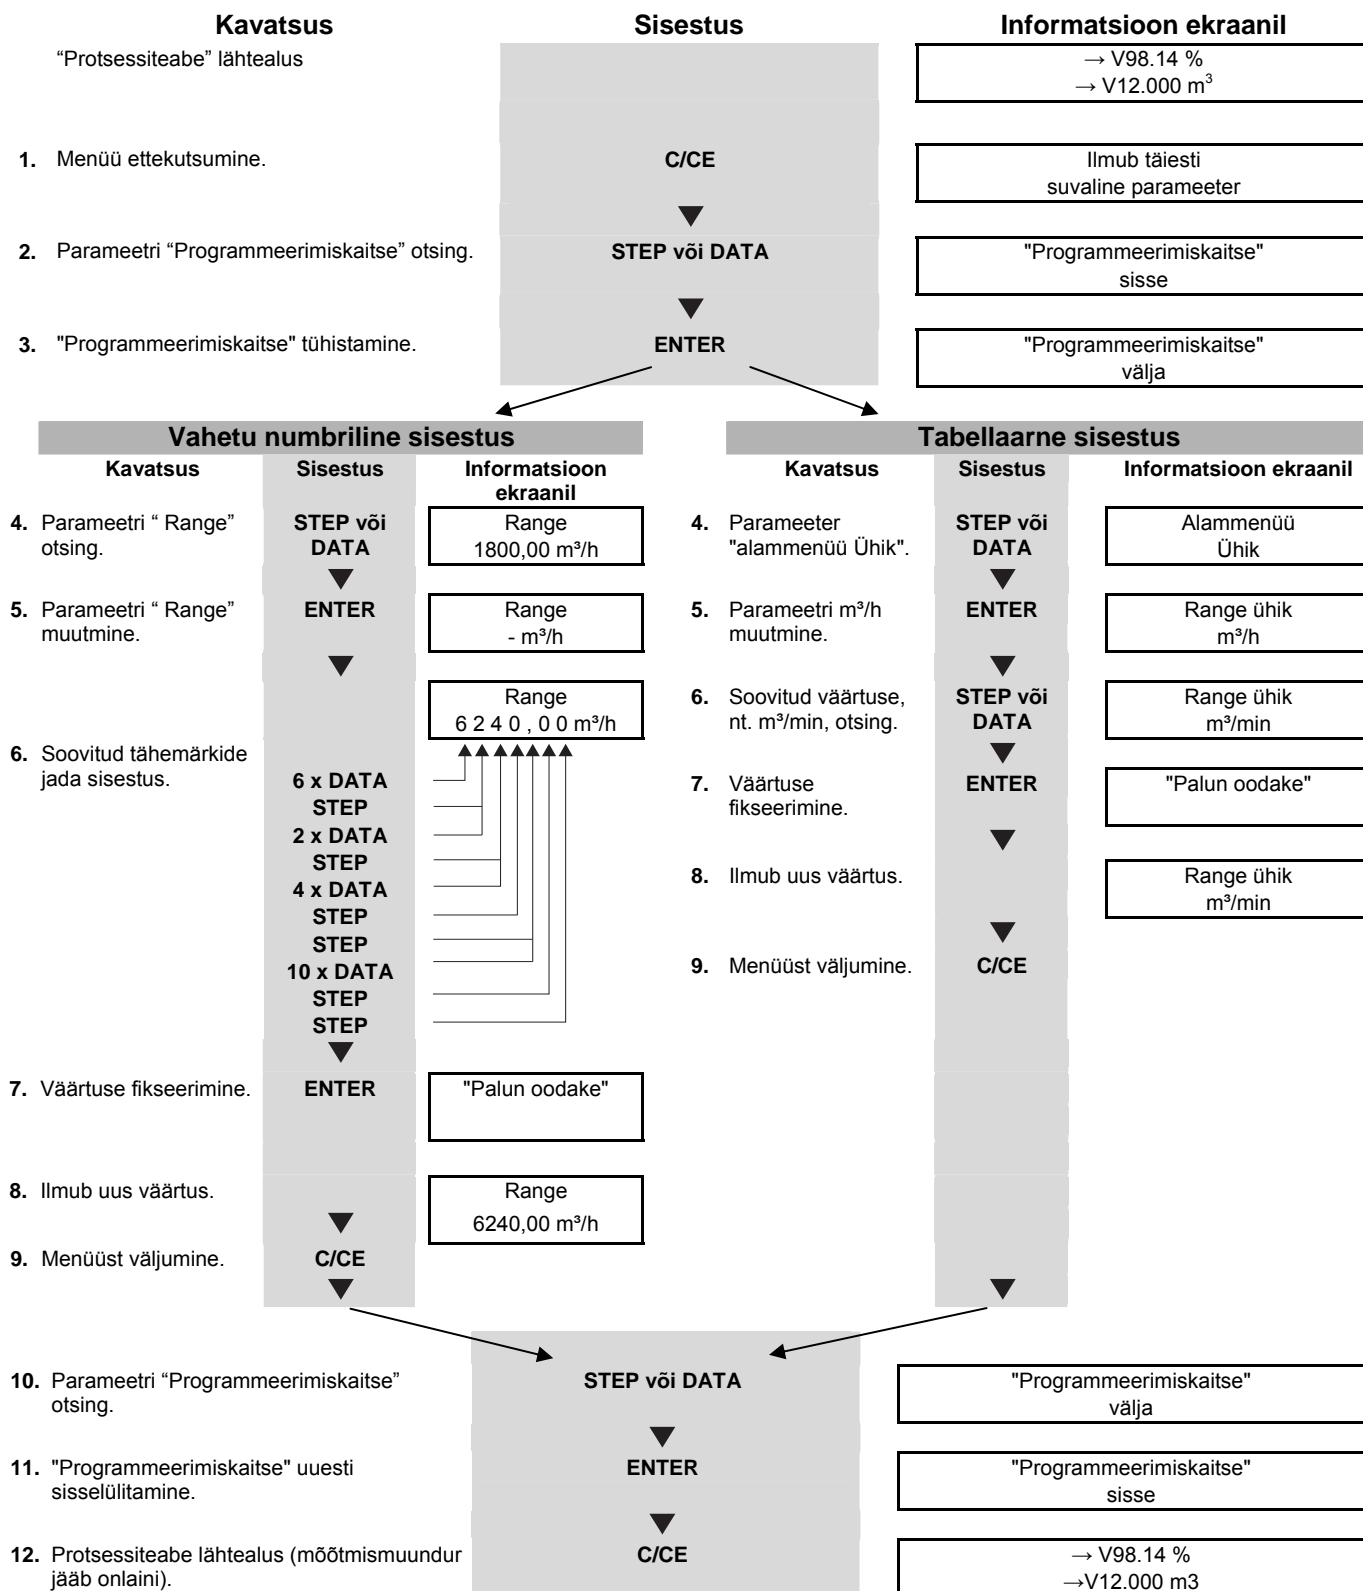 Kavatsus Sisestus Informatsioon ekraanil
“Protsessiteabe” lähtealus
→ V98.14 %
→ V12.000 m³
1. Menüü ettekutsumine. C/CE
Ilmub täiesti
suvaline parameeter
2. Parameetri “Programmeerimiskaitse” otsing. STEP või DATA
"Programmeerimiskaitse"
sisse
3. "Programmeerimiskaitse" tühistamine. ENTER
"Programmeerimiskaitse"
välja
Vahetu numbriline sisestus
Kavatsus Sisestus Informatsioon
ekraanil
4. Parameetri “ Range”
otsing.
STEP või
DATA
Range
1800,00 m³/h
5. Parameetri “ Range”
muutmine.
ENTER
Range
- m³/h
Range
6 2 4 0 , 0 0 m³/h
6. Soovitud tähemärkide
jada sisestus.
6 x DATA
STEP
2 x DATA
STEP
4 x DATA
STEP
STEP
10 x DATA
STEP
STEP
7. Väärtuse fikseerimine. ENTER "Palun oodake"
8. Ilmub uus väärtus.
Range
6240,00 m³/h
9. Menüüst väljumine. C/CE
Tabellaarne sisestus
Kavatsus Sisestus Informatsioon ekraanil
4. Parameeter
"alammenüü Ühik".
STEP või
DATA
Alammenüü
Ühik
5. Parameetri m³/h
muutmine.
ENTER
Range ühik
m³/h
6. Soovitud väärtuse,
nt. m³/min, otsing.
STEP või
DATA
Range ühik
m³/min
7. Väärtuse
fikseerimine.
ENTER
"Palun oodake"
8. Ilmub uus väärtus.
Range ühik
m³/min
9. Menüüst väljumine. C/CE
10. Parameetri “Programmeerimiskaitse”
otsing.
STEP või DATA
"Programmeerimiskaitse"
välja
11. "Programmeerimiskaitse" uuesti
sisselülitamine.
ENTER
"Programmeerimiskaitse"
sisse
12. Protsessiteabe lähtealus (mõõtmismuundur
jääb onlaini).
C/CE
→ V98.14 %
→V12.000 m3